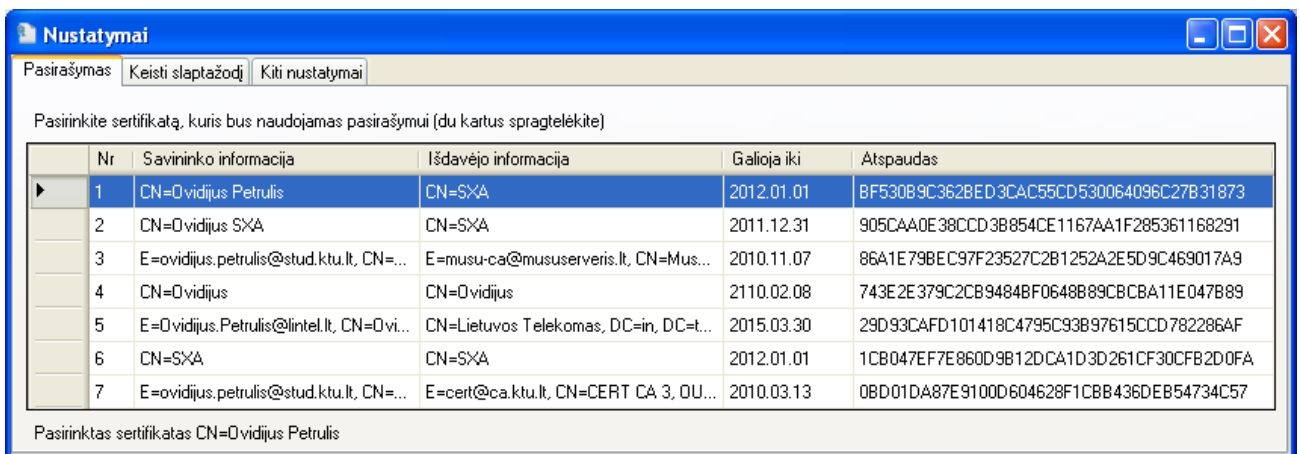 Nustatymai
Pasirašymas Keisti slaptažodį Kiti nustatymai
Pasirinkite sertifikatą, kuris bus naudojamas pasirašymui (du kartus spragtelėkite)
Nr Savininko informacija Išdavėjo informacija Galioja iki Atspaudas
1 CN=Ovidijus Petrulis CN=SXA 2012.01.01 BF530B9C362BED3CAC55CD530064096C27B31873
2 CN=Ovidijus SXA CN=SXA 2011.12.31 905CAA0E38CCD3B854CE1167AA1F285361168291
3 E=ovidijus.petrulis@stud.ktu.lt, CN=... E=musu-ca@mususerveris.lt, CN=Mus... 2010.11.07 86A1E79BEC97F23527C2B1252A2E5D9C469017A9
4 CN=Ovidijus CN=Ovidijus 2110.02.08 743E2E379C2CB9484BF0648B89CBCBA11E047B89
5 E=Ovidijus.Petrulis@lintel.lt, CN=Ovi... CN=Lietuvos Telekomas, DC=in, DC=t... 2015.03.30 29D93CAFD101418C4795C93B97615CCD782286AF
6 CN=SXA CN=SXA 2012.01.01 1CB047EF7E860D9B12DCA1D3D261CF30CFB2D0FA
7 E=ovidijus.petrulis@stud.ktu.lt, CN=... E=cert@ca.ktu.lt, CN=CERT CA 3, OU... 2010.03.13 0BD01DA87E9100D604628F1CBB436DEB54734C57
Pasirinktas sertifikatas CN=Ovidijus Petrulis